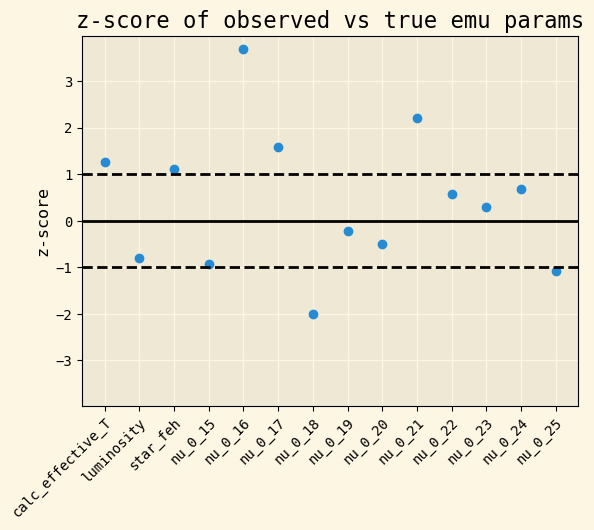 z-score of observed vs true emu params
z-score
3
2
1
0
−1
−2
−3
calc_effective_T
luminosity
star_feh
nu_0_15
nu_0_16
nu_0_17
nu_0_18
nu_0_19
nu_0_20
nu_0_21
nu_0_22
nu_0_23
nu_0_24
nu_0_25